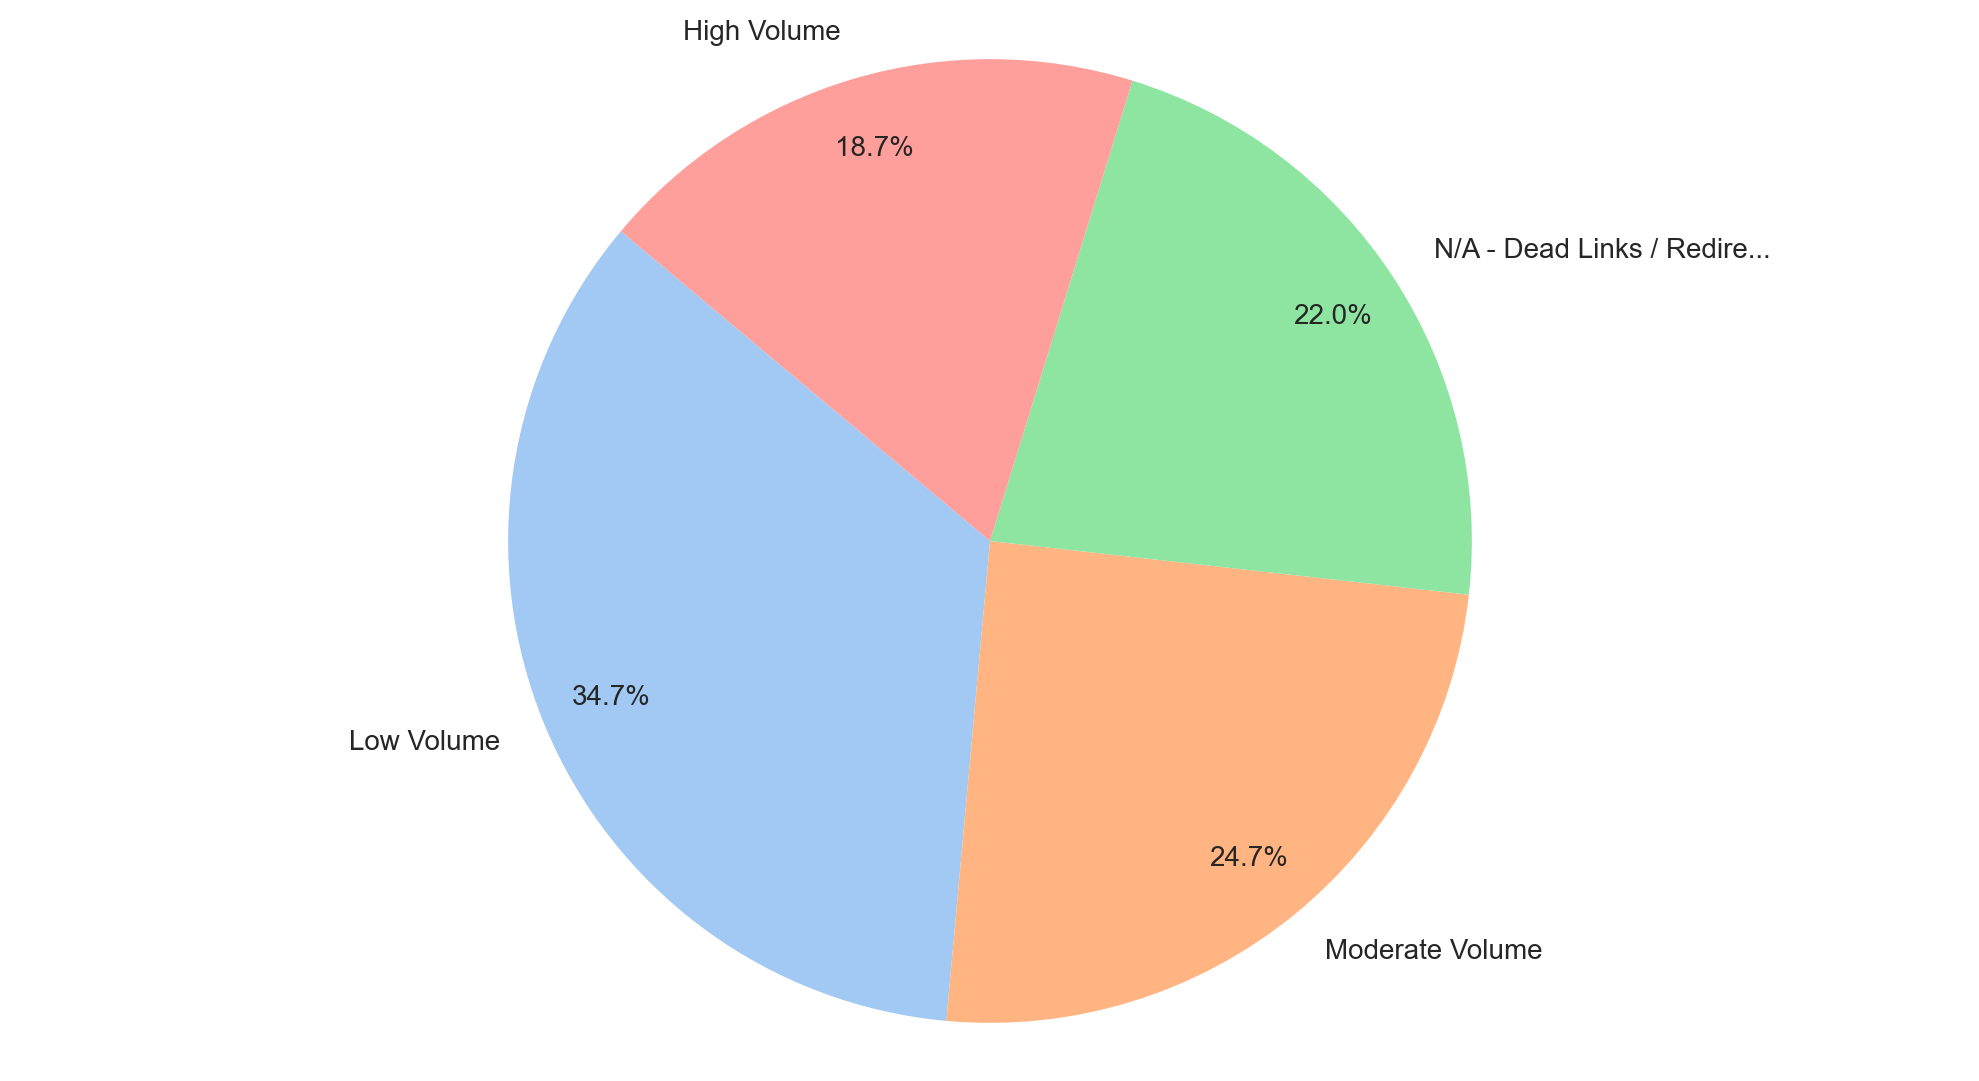 High Volume
18.7%
N/A - Dead Links / Redire...
22.0%
34.7%
Low Volume
24.7%
Moderate Volume